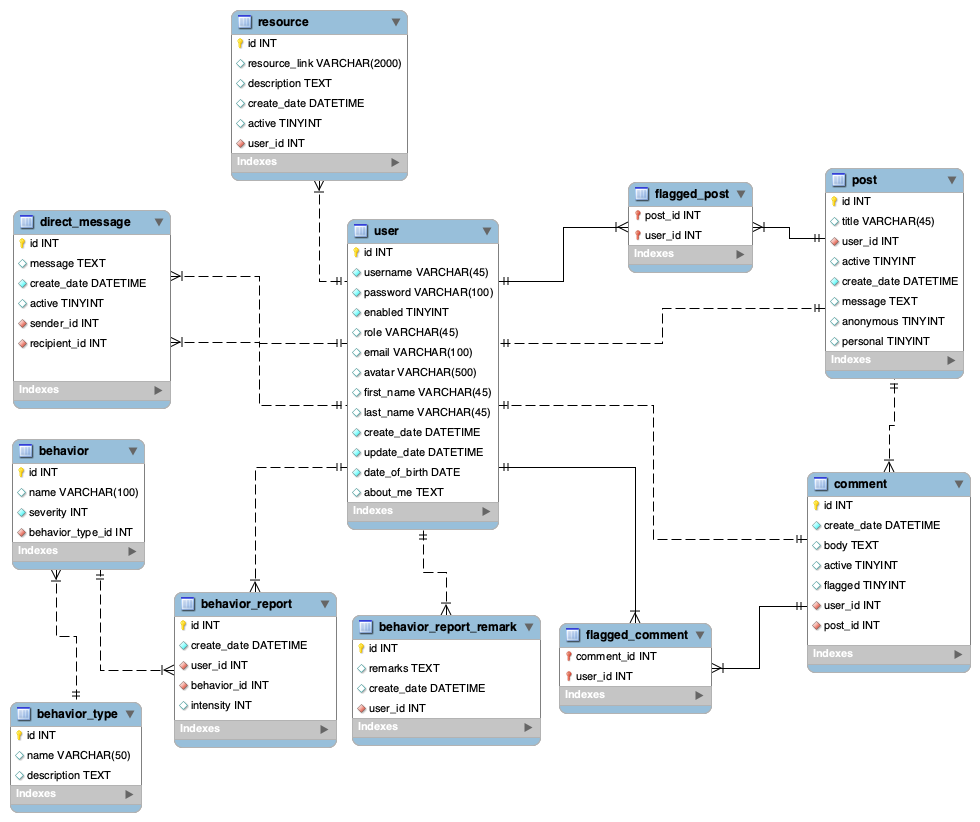 resource
id INT
resource_link VARCHAR(2000)
description TEXT
create_date DATETIME
active TINYINT
user_id INT
Indexes
direct_message
id INT
message TEXT
create_date DATETIME
active TINYINT
sender_id INT
recipient_id INT
Indexes
user
id INT
username VARCHAR(45)
password VARCHAR(100)
enabled TINYINT
role VARCHAR(45)
email VARCHAR(100)
avatar VARCHAR(500)
first_name VARCHAR(45)
last_name VARCHAR(45)
create_date DATETIME
update_date DATETIME
date_of_birth DATE
about_me TEXT
Indexes
flagged_post
post_id INT
user_id INT
Indexes
post
id INT
title VARCHAR(45)
user_id INT
active TINYINT
create_date DATETIME
message TEXT
anonymous TINYINT
personal TINYINT
Indexes
behavior
id INT
name VARCHAR(100)
severity INT
behavior_type_id INT
Indexes
comment
id INT
create_date DATETIME
body TEXT
active TINYINT
flagged TINYINT
user_id INT
post_id INT
Indexes
behavior_report
id INT
create_date DATETIME
user_id INT
behavior_id INT
intensity INT
Indexes
behavior_report_remark
id INT
remarks TEXT
create_date DATETIME
user_id INT
Indexes
flagged_comment
comment_id INT
user_id INT
Indexes
behavior_type
id INT
name VARCHAR(50)
description TEXT
Indexes